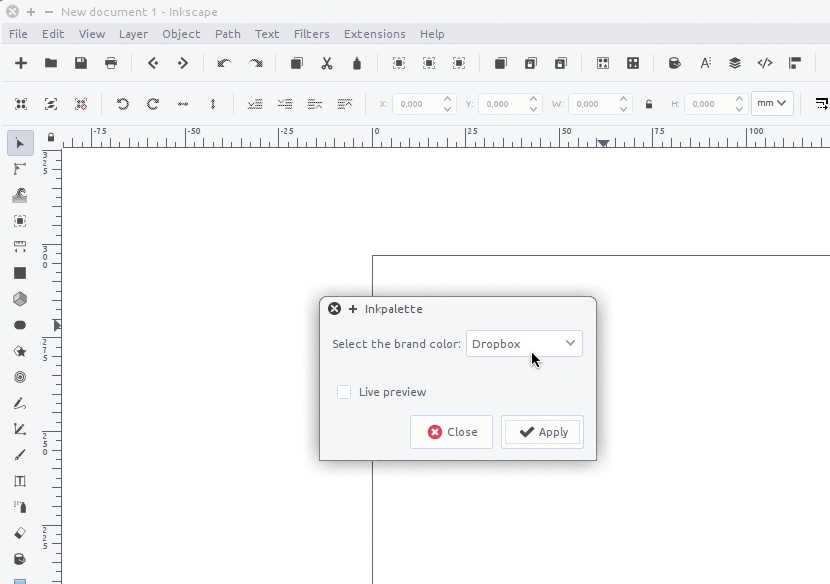 New document 1 - Inkscape
File Edit View Layer Object Path Text Filters Extensions Help
X: 0,000 Y: 0,000 W: 0,000 H: 0,000 mm
-75 -50 -25 0 25 50 75 100
325
300
Inkpalette
Select the brand color: Dropbox
275
Live preview
Close Apply
250
225